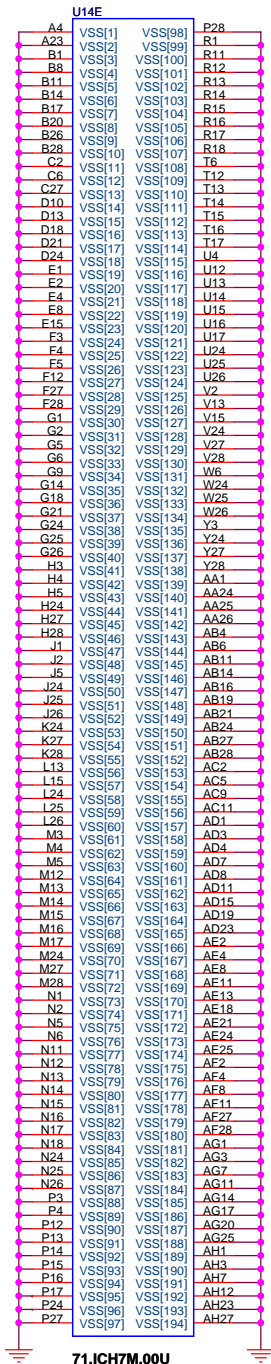 U14E
A4 VSS[1] VSS[98] P28
A23 VSS[2] VSS[99] R1
B1 VSS[3] VSS[100] R11
B8 VSS[4] VSS[101] R12
B11 VSS[5] VSS[102] R13
B14 VSS[6] VSS[103] R14
B17 VSS[7] VSS[104] R15
B20 VSS[8] VSS[105] R16
B26 VSS[9] VSS[106] R17
B28 VSS[10] VSS[107] R18
C2 VSS[11] VSS[108] T6
C6 VSS[12] VSS[109] T12
C27 VSS[13] VSS[110] T13
D10 VSS[14] VSS[111] T14
D13 VSS[15] VSS[112] T15
D18 VSS[16] VSS[113] T16
D21 VSS[17] VSS[114] T17
D24 VSS[18] VSS[115] U4
E1 VSS[19] VSS[116] U12
E2 VSS[20] VSS[117] U13
E4 VSS[21] VSS[118] U14
E8 VSS[22] VSS[119] U15
E15 VSS[23] VSS[120] U16
F3 VSS[24] VSS[121] U17
F4 VSS[25] VSS[122] U24
F5 VSS[26] VSS[123] U25
F12 VSS[27] VSS[124] U26
F27 VSS[28] VSS[125] V2
F28 VSS[29] VSS[126] V13
G1 VSS[30] VSS[127] V15
G2 VSS[31] VSS[128] V24
G5 VSS[32] VSS[129] V27
G6 VSS[33] VSS[130] V28
G9 VSS[34] VSS[131] W6
G14 VSS[35] VSS[132] W24
G18 VSS[36] VSS[133] W25
G21 VSS[37] VSS[134] W26
G24 VSS[38] VSS[135] Y3
G25 VSS[39] VSS[136] Y24
G26 VSS[40] VSS[137] Y27
H3 VSS[41] VSS[138] Y28
H4 VSS[42] VSS[139] AA1
H5 VSS[43] VSS[140] AA24
H24 VSS[44] VSS[141] AA25
H27 VSS[45] VSS[142] AA26
H28 VSS[46] VSS[143] AB4
J1 VSS[47] VSS[144] AB6
J2 VSS[48] VSS[145] AB11
J5 VSS[49] VSS[146] AB14
J24 VSS[50] VSS[147] AB16
J25 VSS[51] VSS[148] AB19
J26 VSS[52] VSS[149] AB21
K24 VSS[53] VSS[150] AB24
K27 VSS[54] VSS[151] AB27
K28 VSS[55] VSS[152] AB28
L13 VSS[56] VSS[153] AC2
L15 VSS[57] VSS[154] AC5
L24 VSS[58] VSS[155] AC9
L25 VSS[59] VSS[156] AC11
L26 VSS[60] VSS[157] AD1
M3 VSS[61] VSS[158] AD3
M4 VSS[62] VSS[159] AD4
M5 VSS[63] VSS[160] AD7
M12 VSS[64] VSS[161] AD8
M13 VSS[65] VSS[162] AD11
M14 VSS[66] VSS[163] AD15
M15 VSS[67] VSS[164] AD19
M16 VSS[68] VSS[165] AD23
M17 VSS[69] VSS[166] AE2
M24 VSS[70] VSS[167] AE4
M27 VSS[71] VSS[168] AE8
M28 VSS[72] VSS[169] AE11
N1 VSS[73] VSS[170] AE13
N2 VSS[74] VSS[171] AE18
N5 VSS[75] VSS[172] AE21
N6 VSS[76] VSS[173] AE24
N11 VSS[77] VSS[174] AE25
N12 VSS[78] VSS[175] AF2
N13 VSS[79] VSS[176] AF4
N14 VSS[80] VSS[177] AF8
N15 VSS[81] VSS[178] AF11
N16 VSS[82] VSS[179] AF27
N17 VSS[83] VSS[180] AF28
N18 VSS[84] VSS[181] AG1
N24 VSS[85] VSS[182] AG3
N25 VSS[86] VSS[183] AG7
N26 VSS[87] VSS[184] AG11
P3 VSS[88] VSS[185] AG14
P4 VSS[89] VSS[186] AG17
P12 VSS[90] VSS[187] AG20
P13 VSS[91] VSS[188] AG25
P14 VSS[92] VSS[189] AH1
P15 VSS[93] VSS[190] AH3
P16 VSS[94] VSS[191] AH7
P17 VSS[95] VSS[192] AH12
P24 VSS[96] VSS[193] AH23
P27 VSS[97] VSS[194] AH27
71.ICH7M.00U